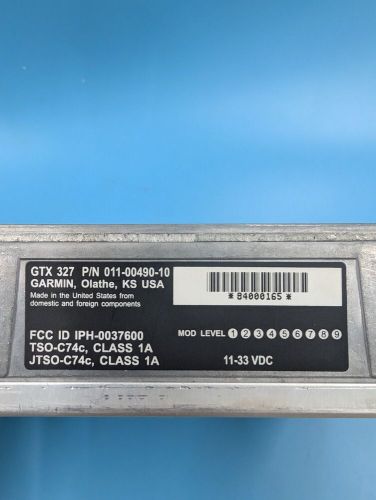 GTX 327 P/N 011-00490-10
GARMIN, Olathe, KS USA
Made in the United States from
domestic and foreign components
*84000165*
FCC ID IPH-0037600
TSO-C74c, CLASS 1A
JTSO-C74c, CLASS 1A
MOD LEVEL 1 2 3 4 5 6 7 8 9
11-33 VDC